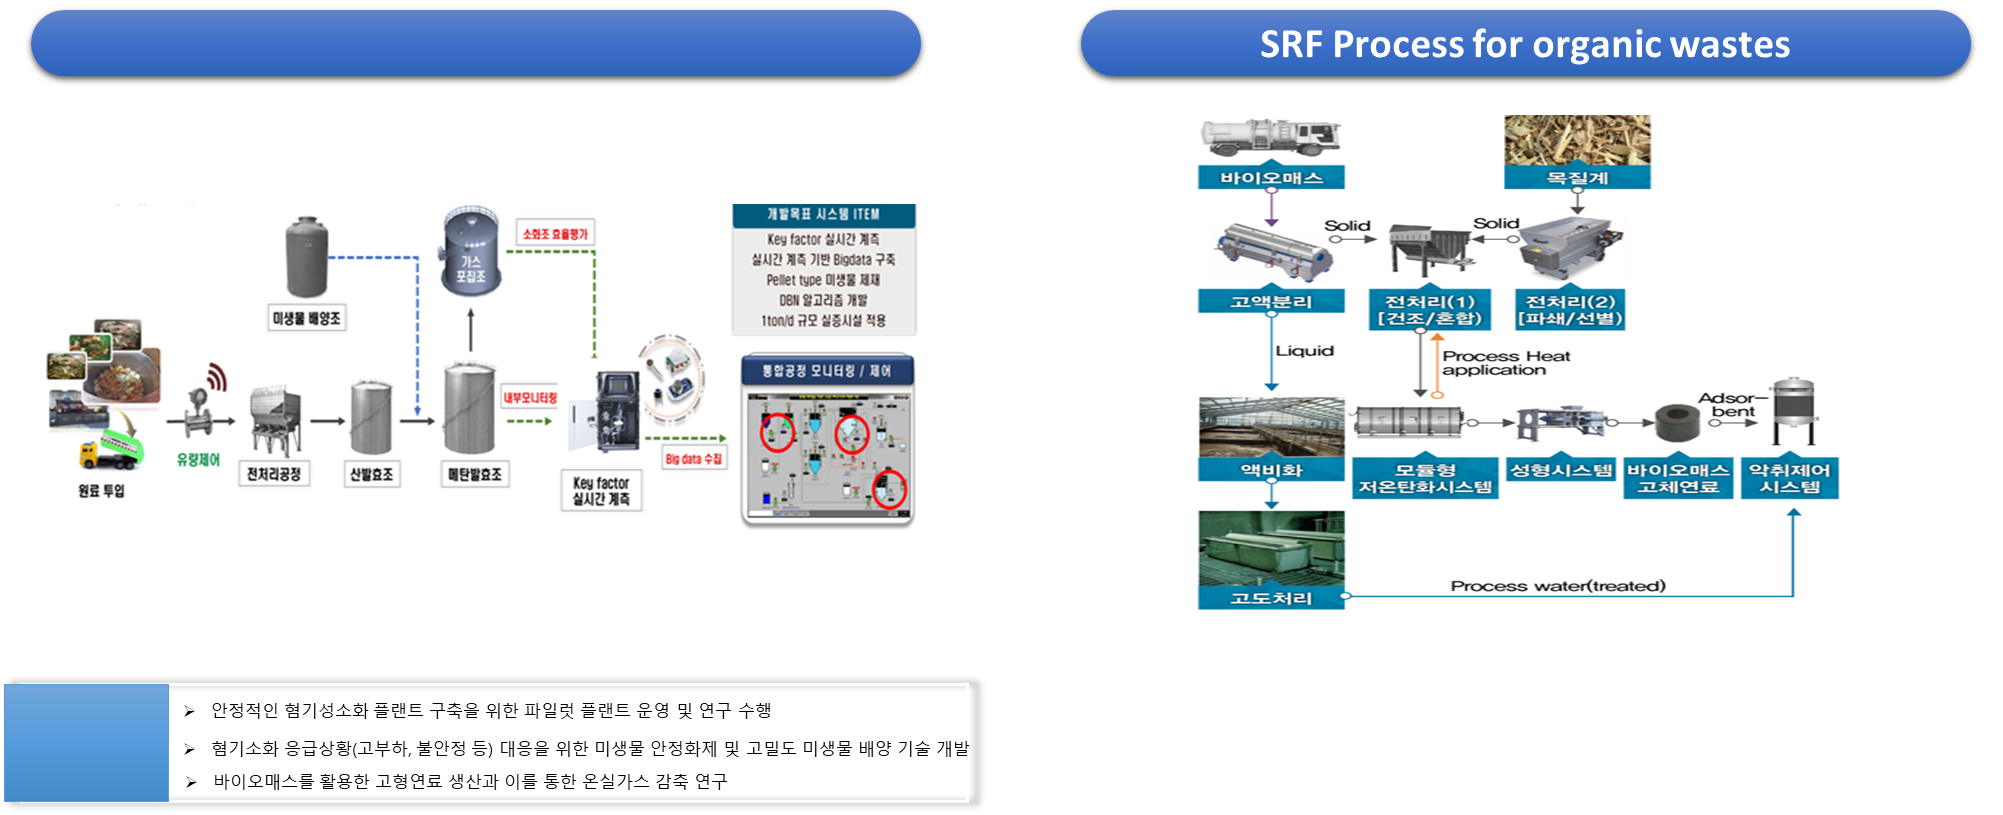 SRF Process for organic wastes
개발목표 시스템 ITEM
Key factor 실시간 계측
실시간 계측 기반 Bigdata 구축
Pellet type 미생물 제재
DBN 알고리즘 개발
1ton/d 규모 실증시설 적용
소화조 효율평가
가스
포집조
미생물 배양조
통합공정 모니터링 / 제어
내부모니터링
유량제어
전처리공정
산발효조
메탄발효조
Key factor
실시간 계측
Big data 수집
원료 투입
바이오매스
목질계
Solid
Solid
고액분리
전처리(1)
[건조/혼합]
전처리(2)
[파쇄/선별]
Liquid
Process Heat
application
Adsor-
bent
액비화
모듈형
저온탄화시스템
성형시스템
바이오매스
고체연료
악취제어
시스템
고도처리
Process water(treated)
➢ 안정적인 혐기성소화 플랜트 구축을 위한 파일럿 플랜트 운영 및 연구 수행
➢ 혐기소화 응급상황(고부하, 불안정 등) 대응을 위한 미생물 안정화제 및 고밀도 미생물 배양 기술 개발
➢ 바이오매스를 활용한 고형연료 생산과 이를 통한 온실가스 감축 연구